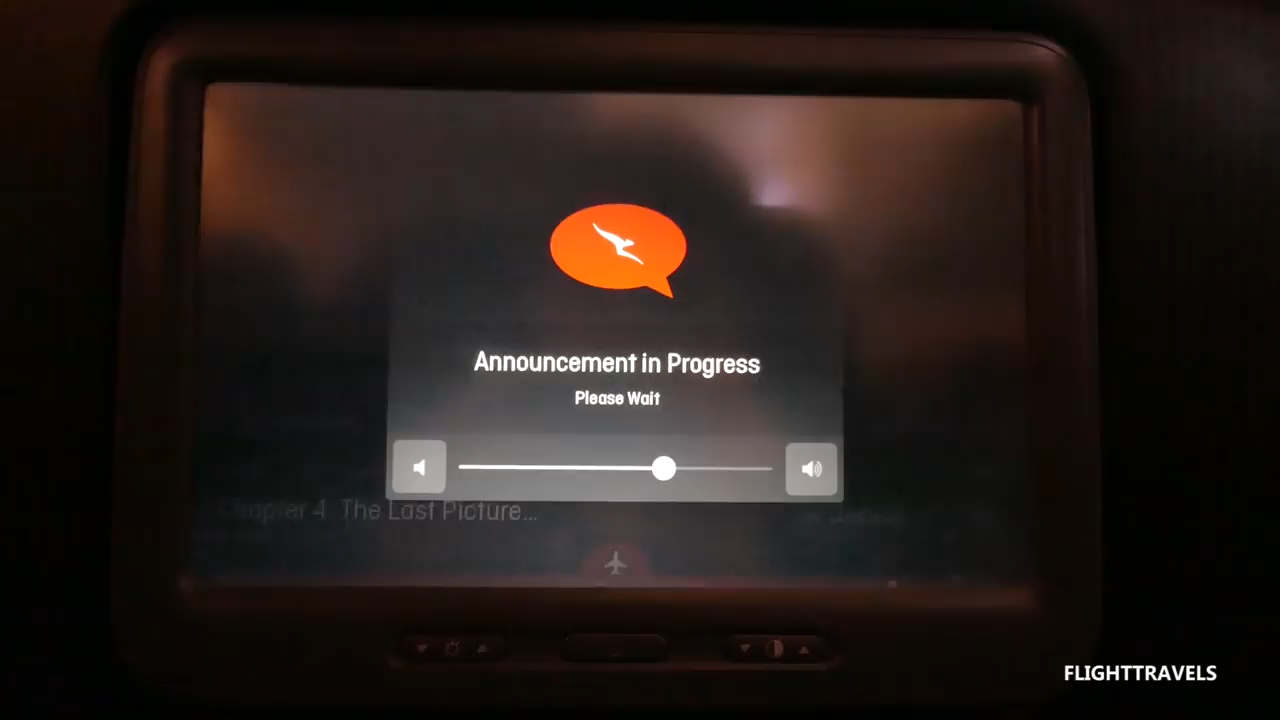 Announcement in Progress
Please Wait
Chapter 4 The Last Picture...
FLIGHTTRAVELS